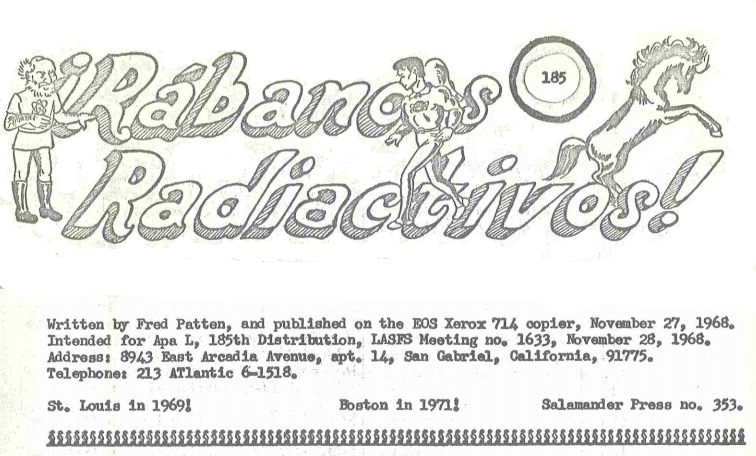 ¡Rábanos
185
Radiactivos!
Written by Fred Patten, and published on the EOS Xerox 714 copier, November 27, 1968.
Intended for Apa L, 185th Distribution, LASFS Meeting no. 1633, November 28, 1968.
Address: 8943 East Arcadia Avenue, apt. 14, San Gabriel, California, 91775.
Telephone: 213 ATlantic 6-1518.
St. Louis in 1969! Boston in 1971! Salamander Press no. 353.